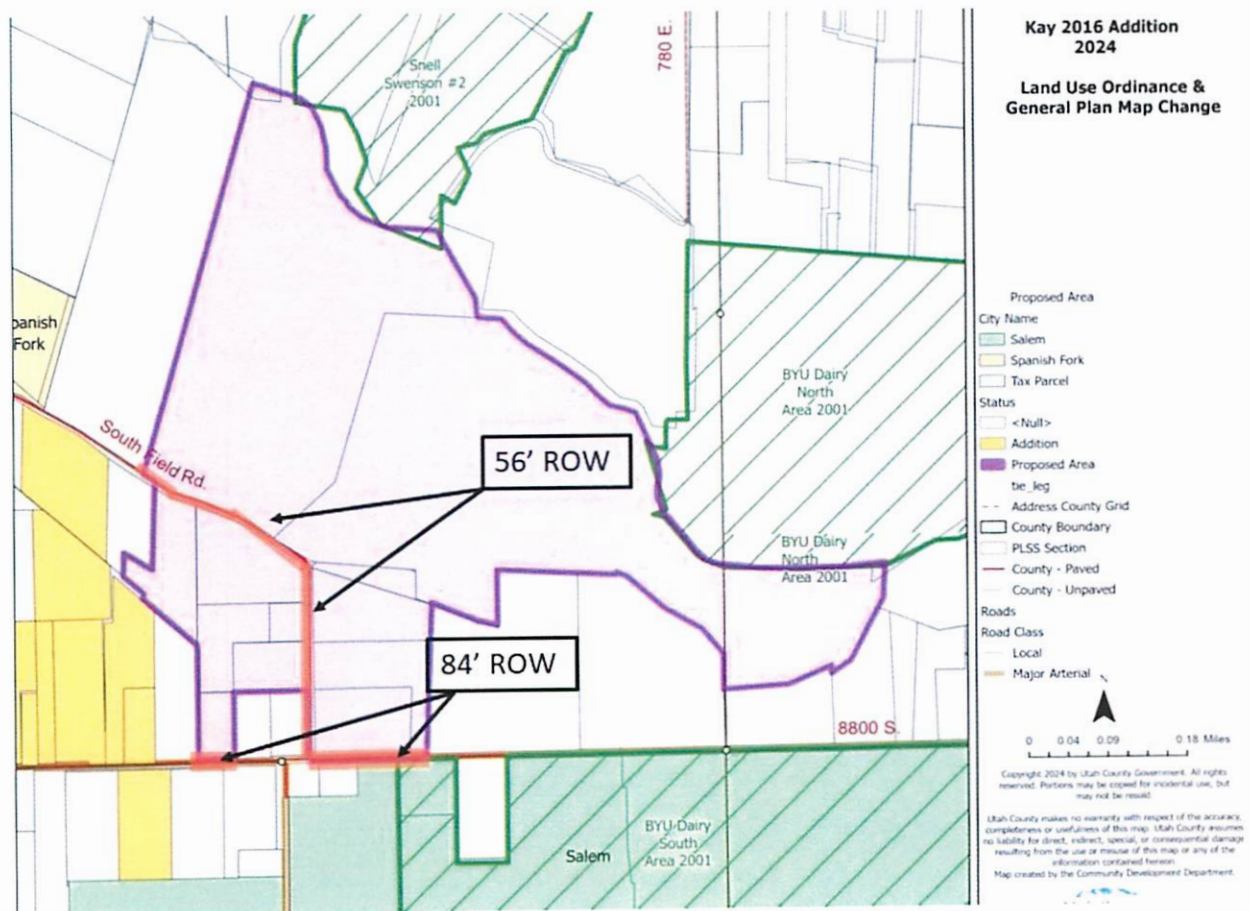 Kay 2016 Addition
2024
Land Use Ordinance &
General Plan Map Change
Snell
Swenson #2
2001
780 E.
panish
Fork
BYU Dairy
North
Area 2001
South Field Rd.
56' ROW
BYU Dairy
North
Area 2001
84' ROW
8800 S.
BYU Dairy
South
Area 2001
Salem
Proposed Area
City Name
Salem
Spanish Fork
Tax Parcel
Status
<Null>
Addition
Proposed Area
tie_leg
Address County Grid
County Boundary
PLSS Section
County - Paved
County - Unpaved
Roads
Road Class
Local
Major Arterial
0 0.04 0.09 0.18 Miles
Copyright 2024 by Utah County Government. All rights
reserved. Portions may be copied for incidental use, but
may not be resold.
Utah County makes no warranty with respect of the accuracy,
completeness or usefulness of this map. Utah County assumes
no liability for direct, indirect, special, or consequential damage
resulting from the use or misuse of this map or any of the
information contained hereon.
Map created by the Community Development Department.